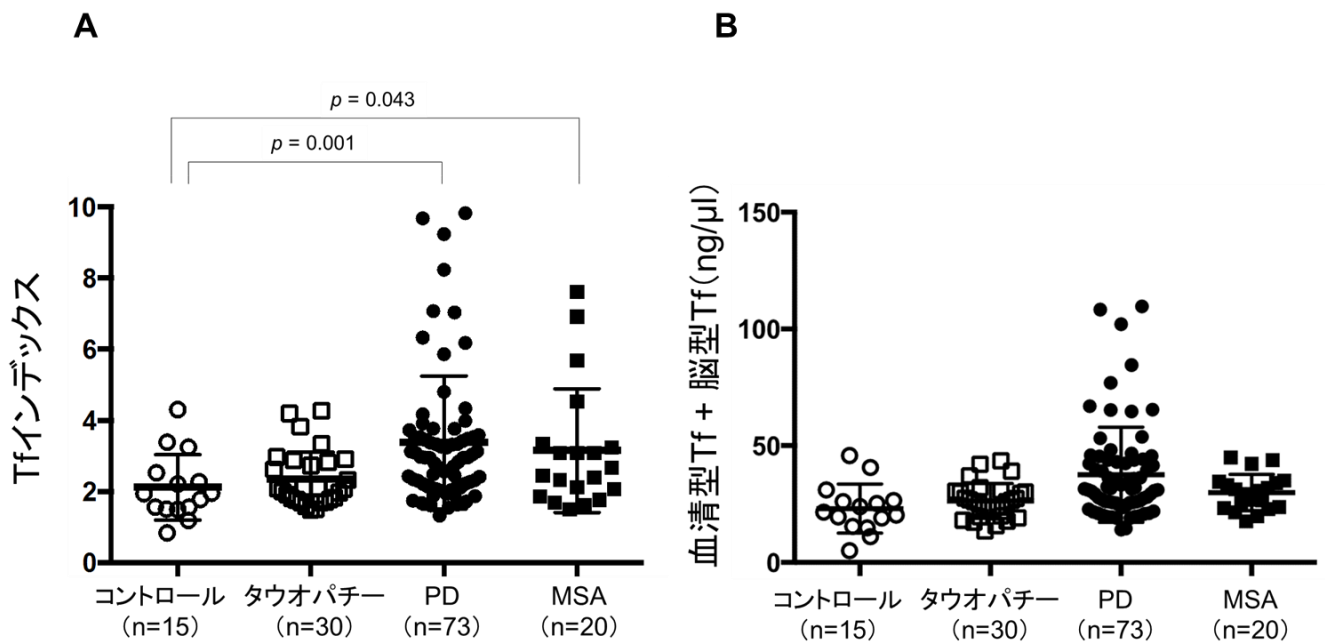 A
p = 0.043
p = 0.001
Tfインデックス
10
8
6
4
2
0
コントロール
(n=15)
タウオパチー
(n=30)
PD
(n=73)
MSA
(n=20)
B
血清型Tf + 脳型Tf(ng/µl)
150
100
50
0
コントロール
(n=15)
タウオパチー
(n=30)
PD
(n=73)
MSA
(n=20)